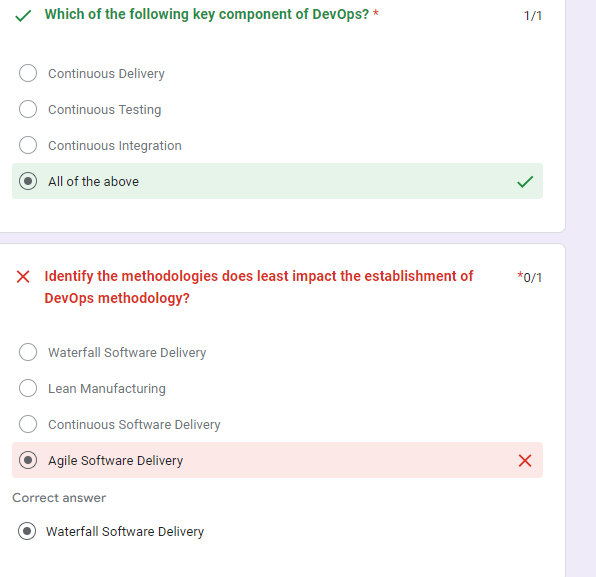 Which of the following key component of DevOps? *
1/1
Continuous Delivery
Continuous Testing
Continuous Integration
All of the above
Identify the methodologies does least impact the establishment of
DevOps methodology?
*0/1
Waterfall Software Delivery
Lean Manufacturing
Continuous Software Delivery
Agile Software Delivery
Correct answer
Waterfall Software Delivery